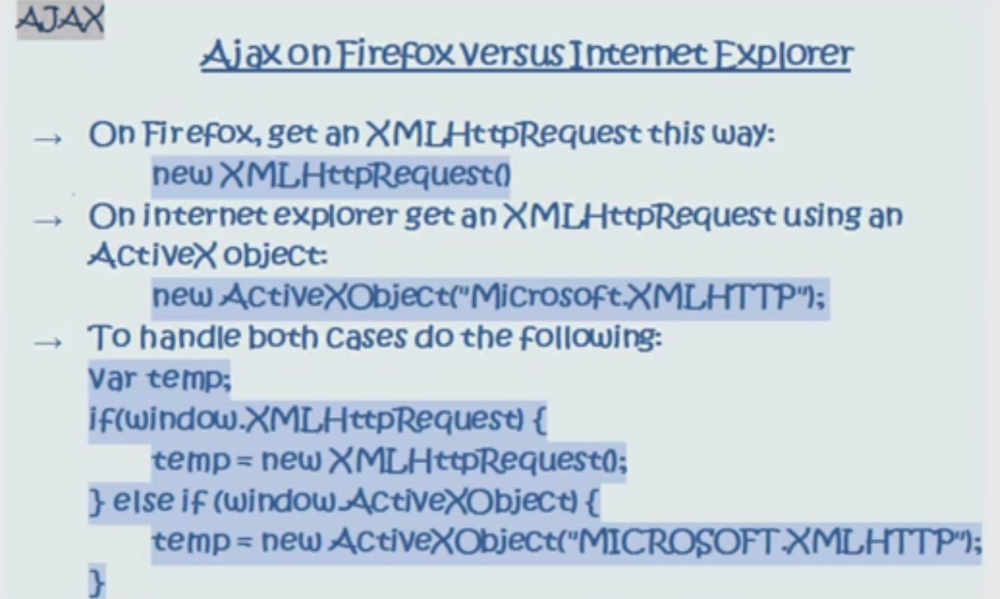 AJAX
Ajax on Firefox versus Internet Explorer
→ On Firefox, get an XMLHttpRequest this way:
new XMLHttpRequest()
→ On internet explorer get an XMLHttpRequest using an
ActiveX object:
new ActiveXObject("Microsoft.XMLHTTP");
→ To handle both cases do the following:
Var temp;
if(window.XMLHttpRequest) {
temp = new XMLHttpRequest();
} else if (window.ActiveXObject) {
temp = new ActiveXObject("MICROSOFT.XMLHTTP");
}